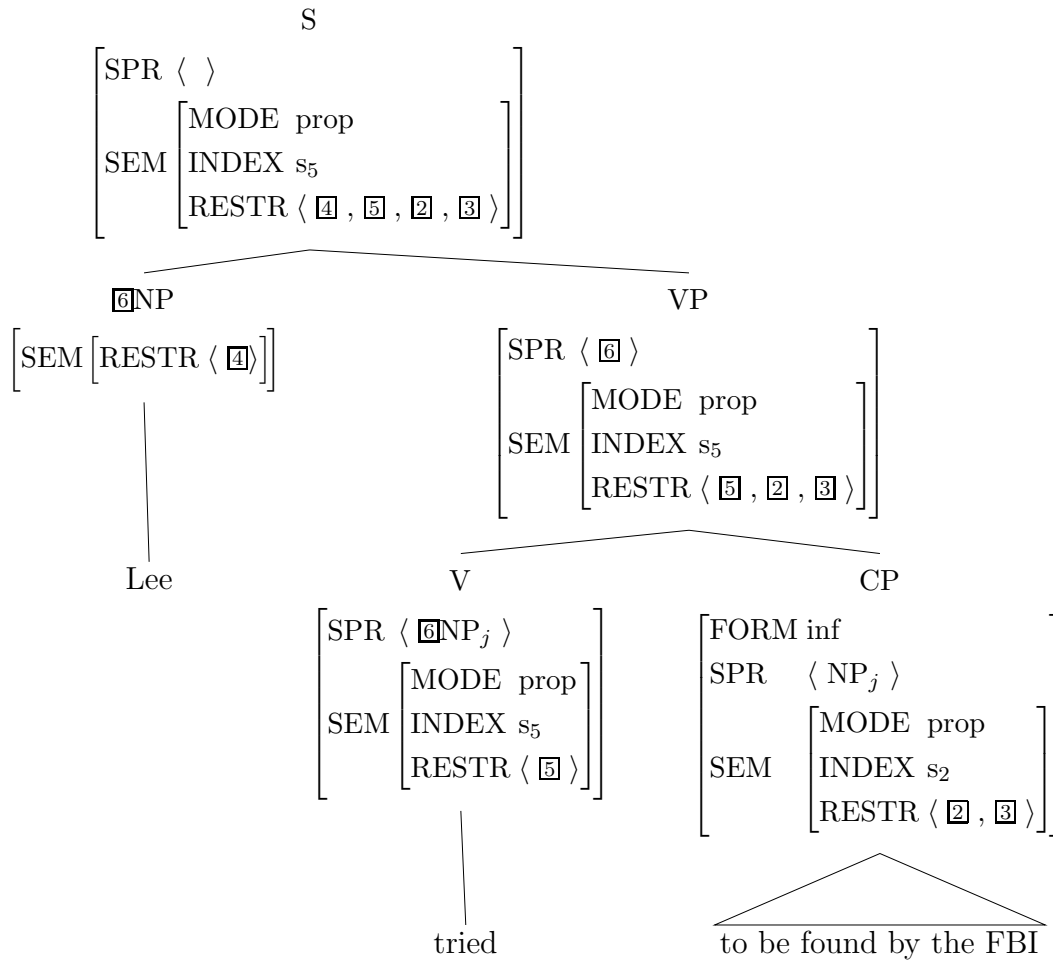 S
[SPR ⟨ ⟩
SEM [MODE prop
INDEX s₅
RESTR ⟨ 4 , 5 , 2 , 3 ⟩]]
6NP
[SEM [RESTR ⟨ 4⟩]]
VP
[SPR ⟨ 6 ⟩
SEM [MODE prop
INDEX s₅
RESTR ⟨ 5 , 2 , 3 ⟩]]
Lee
V
[SPR ⟨ 6NPⱼ ⟩
SEM [MODE prop
INDEX s₅
RESTR ⟨ 5 ⟩]]
CP
[FORM inf
SPR ⟨ NPⱼ ⟩
SEM [MODE prop
INDEX s₂
RESTR ⟨ 2 , 3 ⟩]]
tried
to be found by the FBI